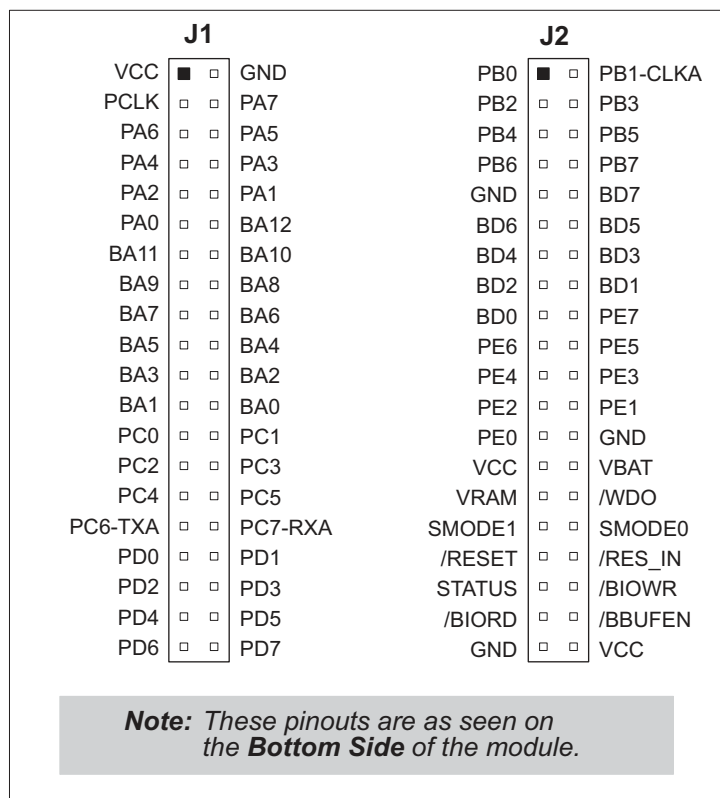 J1 J2
VCC GND PB0 PB1-CLKA
PCLK PA7 PB2 PB3
PA6 PA5 PB4 PB5
PA4 PA3 PB6 PB7
PA2 PA1 GND BD7
PA0 BA12 BD6 BD5
BA11 BA10 BD4 BD3
BA9 BA8 BD2 BD1
BA7 BA6 BD0 PE7
BA5 BA4 PE6 PE5
BA3 BA2 PE4 PE3
BA1 BA0 PE2 PE1
PC0 PC1 PE0 GND
PC2 PC3 VCC VBAT
PC4 PC5 VRAM /WDO
PC6-TXA PC7-RXA SMODE1 SMODE0
PD0 PD1 /RESET /RES_IN
PD2 PD3 STATUS /BIOWR
PD4 PD5 /BIORD /BBUFEN
PD6 PD7 GND VCC
Note: These pinouts are as seen on
the Bottom Side of the module.